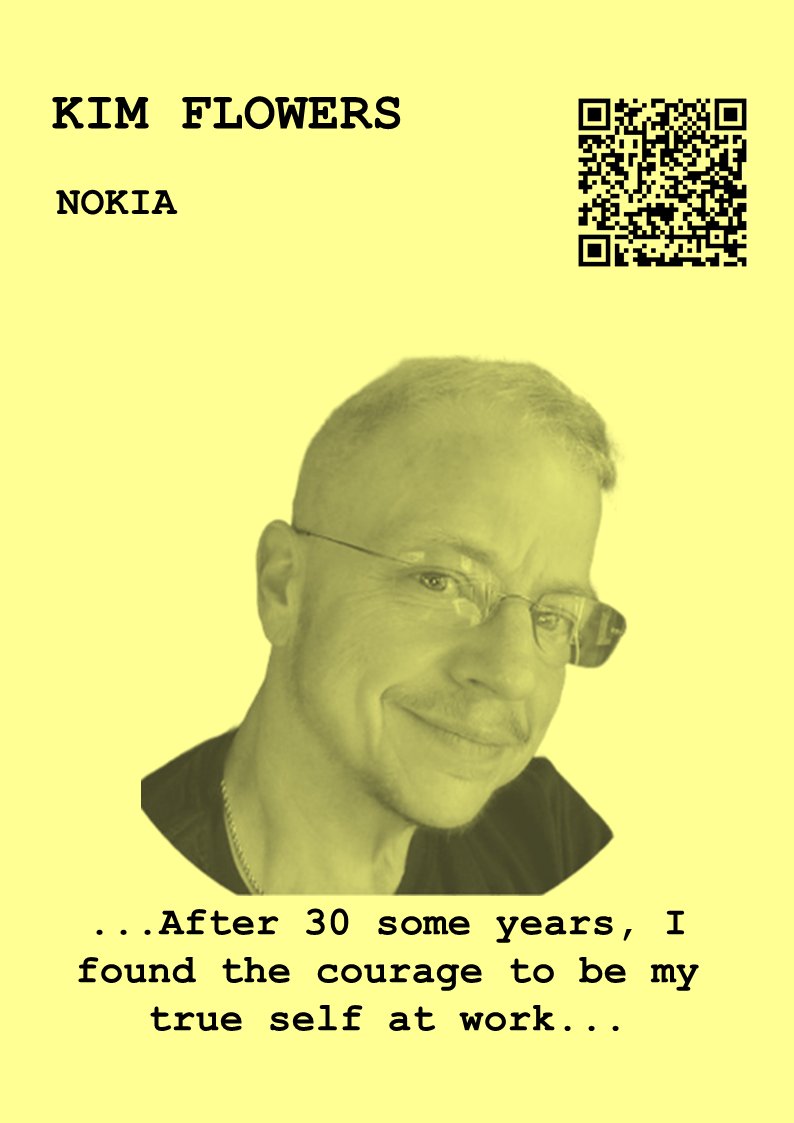 KIM FLOWERS
NOKIA
...After 30 some years, I
found the courage to be my
true self at work...